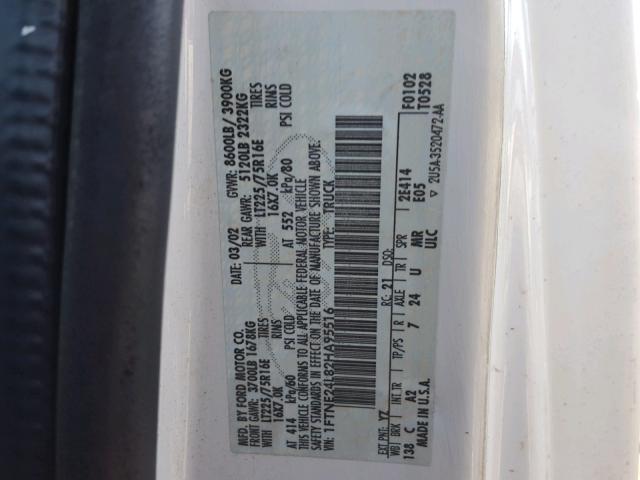 MFD. BY FORD MOTOR CO.
DATE: 03/02 GVWR: 8600LB/ 3900KG
FRONT GAWR: 3700LB 1678KG REAR GAWR: 5120LB 2322KG
LT225/75R16E TIRES WITH LT225/75R16E TIRES
16X7.0K RIMS 16X7.0K RIMS
AT 414 kPa/60 PSI COLD AT 552 kPa/80 PSI COLD
THIS VEHICLE CONFORMS TO ALL APPLICABLE FEDERAL MOTOR VEHICLE
SAFETY STANDARDS IN EFFECT ON THE DATE OF MANUFACTURE SHOWN ABOVE.
VIN: 1FTNE24L82HA95516 TYPE: TRUCK
EXT PNT: YZ RC: 21 DSO:
WB BRK INT TR TP/PS R AXLE TR SPR
138 C A2 7 24 U MR 2E414 F0102
ULC E05 T0528
MADE IN U.S.A. ▽ 2U5A-3520472-AA